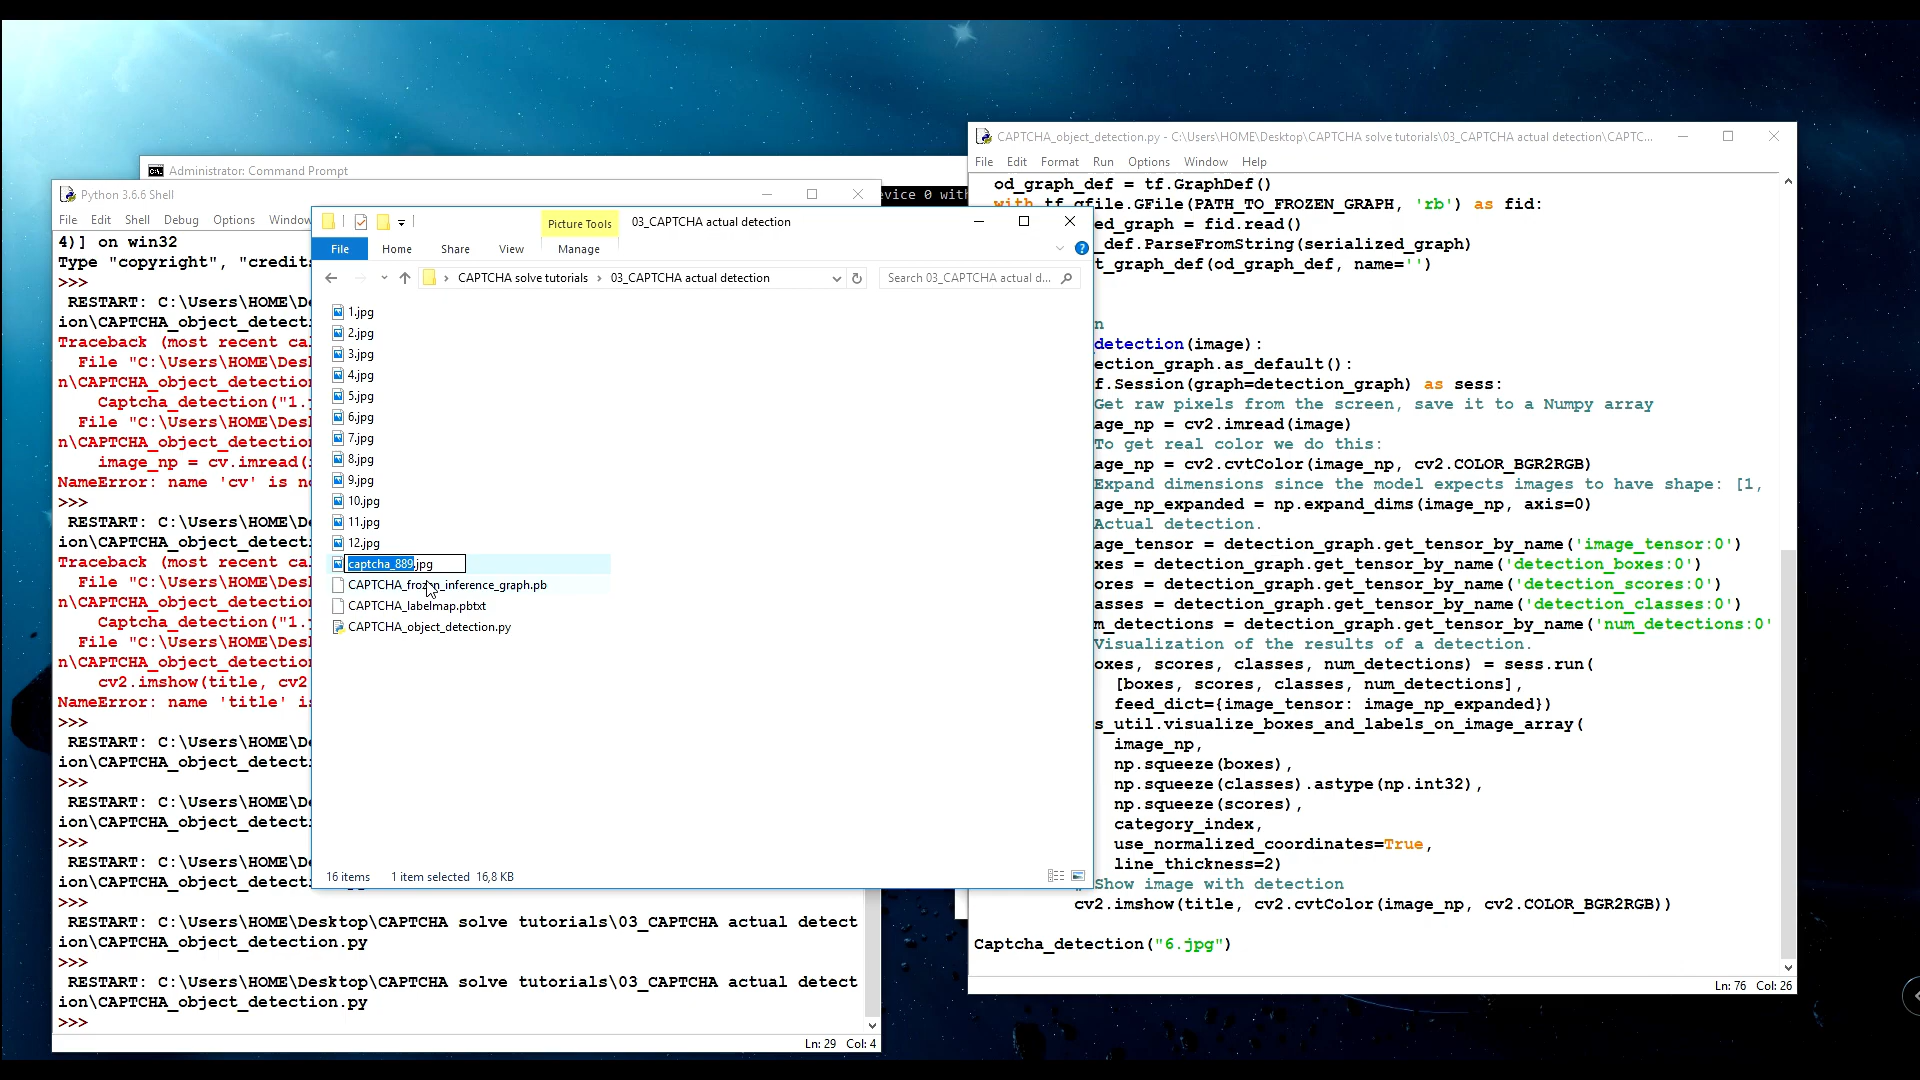 Administrator: Command Prompt
evice 0 with
Python 3.6.6 Shell
File Edit Shell Debug Options Window
4)] on win32
Type "copyright", "credits
>>>
RESTART: C:\Users\HOME\De
ion\CAPTCHA_object_detecti
Traceback (most recent ca
File "C:\Users\HOME\Des
n\CAPTCHA_object_detection
Captcha_detection("1.
File "C:\Users\HOME\Des
n\CAPTCHA_object_detection
image_np = cv.imread(
NameError: name 'cv' is no
>>>
RESTART: C:\Users\HOME\De
ion\CAPTCHA_object_detecti
Traceback (most recent ca
File "C:\Users\HOME\Des
n\CAPTCHA_object_detection
Captcha_detection("1.
File "C:\Users\HOME\Des
n\CAPTCHA_object_detection
cv2.imshow(title, cv2
NameError: name 'title' i
>>>
RESTART: C:\Users\HOME\De
ion\CAPTCHA_object_detecti
>>>
RESTART: C:\Users\HOME\De
ion\CAPTCHA_object_detecti
>>>
RESTART: C:\Users\HOME\De
ion\CAPTCHA_object_detecti
>>>
RESTART: C:\Users\HOME\Desktop\CAPTCHA solve tutorials\03_CAPTCHA actual detect
ion\CAPTCHA_object_detection.py
>>>
RESTART: C:\Users\HOME\Desktop\CAPTCHA solve tutorials\03_CAPTCHA actual detect
ion\CAPTCHA_object_detection.py
>>>
Ln: 29 Col: 4
Picture Tools 03_CAPTCHA actual detection
File Home Share View Manage
CAPTCHA solve tutorials 03_CAPTCHA actual detection Search 03_CAPTCHA actual d...
1.jpg
2.jpg
3.jpg
4.jpg
5.jpg
6.jpg
7.jpg
8.jpg
9.jpg
10.jpg
11.jpg
12.jpg
captcha_889.jpg
CAPTCHA_frozen_inference_graph.pb
CAPTCHA_labelmap.pbtxt
CAPTCHA_object_detection.py
16 items 1 item selected 16,8 KB
CAPTCHA_object_detection.py - C:\Users\HOME\Desktop\CAPTCHA solve tutorials\03_CAPTCHA actual detection\CAPTC...
File Edit Format Run Options Window Help
od_graph_def = tf.GraphDef()
with tf.gfile.GFile(PATH_TO_FROZEN_GRAPH, 'rb') as fid:
ed_graph = fid.read()
_def.ParseFromString(serialized_graph)
t_graph_def(od_graph_def, name='')
n
detection(image):
ection_graph.as_default():
f.Session(graph=detection_graph) as sess:
Get raw pixels from the screen, save it to a Numpy array
age_np = cv2.imread(image)
To get real color we do this:
age_np = cv2.cvtColor(image_np, cv2.COLOR_BGR2RGB)
Expand dimensions since the model expects images to have shape: [1,
age_np_expanded = np.expand_dims(image_np, axis=0)
Actual detection.
age_tensor = detection_graph.get_tensor_by_name('image_tensor:0')
xes = detection_graph.get_tensor_by_name('detection_boxes:0')
ores = detection_graph.get_tensor_by_name('detection_scores:0')
asses = detection_graph.get_tensor_by_name('detection_classes:0')
m_detections = detection_graph.get_tensor_by_name('num_detections:0'
Visualization of the results of a detection.
oxes, scores, classes, num_detections) = sess.run(
[boxes, scores, classes, num_detections],
feed_dict={image_tensor: image_np_expanded})
s_util.visualize_boxes_and_labels_on_image_array(
image_np,
np.squeeze(boxes),
np.squeeze(classes).astype(np.int32),
np.squeeze(scores),
category_index,
use_normalized_coordinates=True,
line_thickness=2)
Show image with detection
cv2.imshow(title, cv2.cvtColor(image_np, cv2.COLOR_BGR2RGB))
Captcha_detection("6.jpg")
Ln: 76 Col: 26